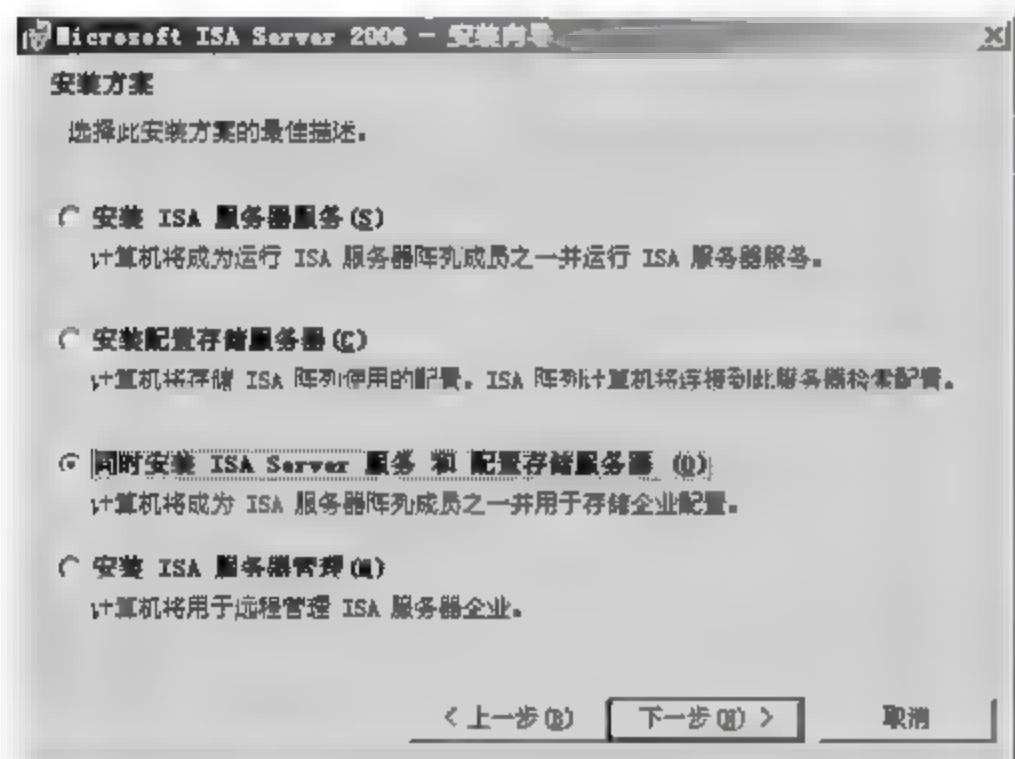 Microsoft ISA Server 2006 - 安装向导
安装方案
选择此安装方案的最佳描述。
安装 ISA 服务器服务(S)
计算机将成为运行 ISA 服务器阵列成员之一并运行 ISA 服务器服务。
安装配置存储服务器(C)
计算机将存储 ISA 阵列使用的配置。ISA 阵列计算机将连接到此服务器检索配置。
同时安装 ISA Server 服务 和 配置存储服务器 (O)
计算机将成为 ISA 服务器阵列成员之一并用于存储企业配置。
安装 ISA 服务器管理(M)
计算机将用于远程管理 ISA 服务器企业。
< 上一步(B) 下一步(N) > 取消